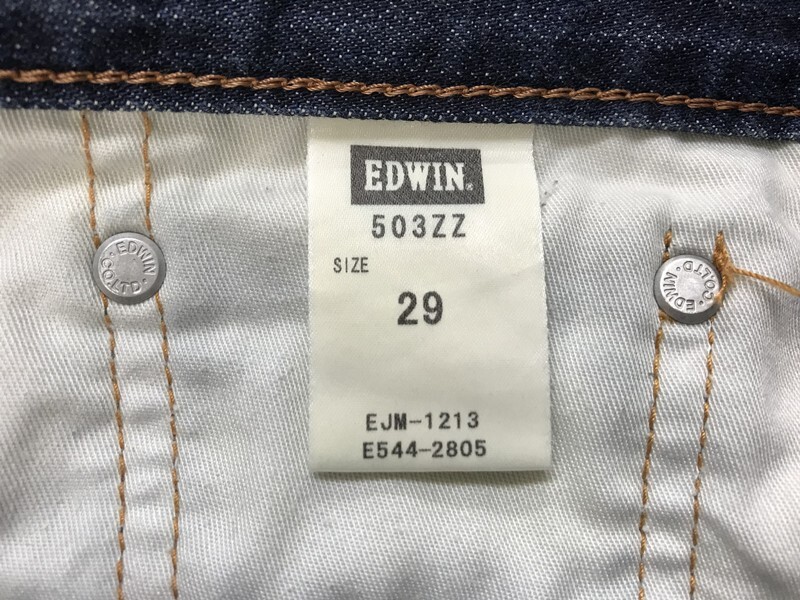 EDWIN®
503ZZ
SIZE
29
EJM-1213
E544-2805
EDWIN CO.LTD.
EDWIN CO.LTD.